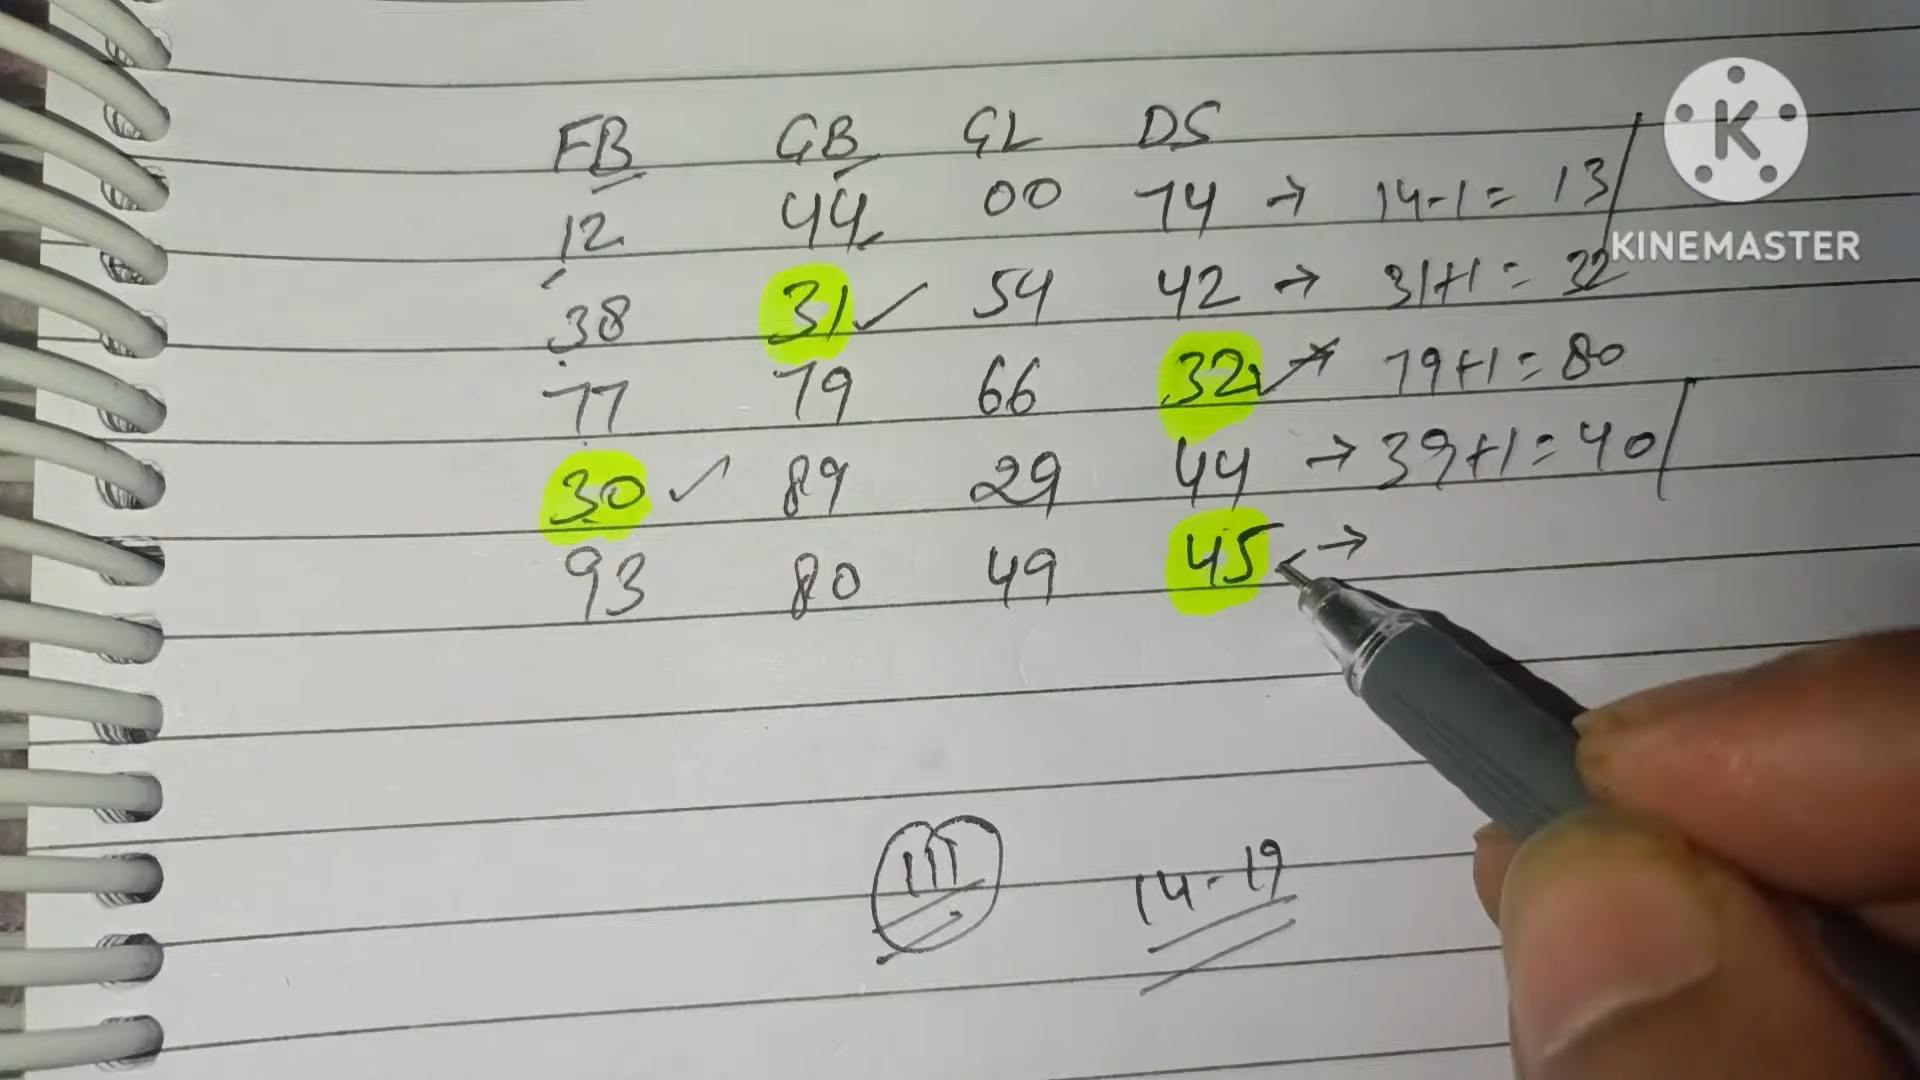 FB GB GL DS
12 44 00 74 → 14-1 = 13
38 31 ✓ 54 42 → 31+1 = 32
77 79 66 32 ✓ → 79+1 = 80
30 ✓ 89 29 44 → 39+1 = 40
93 80 49 45 ✓ →
111 14-19
K
KINEMASTER